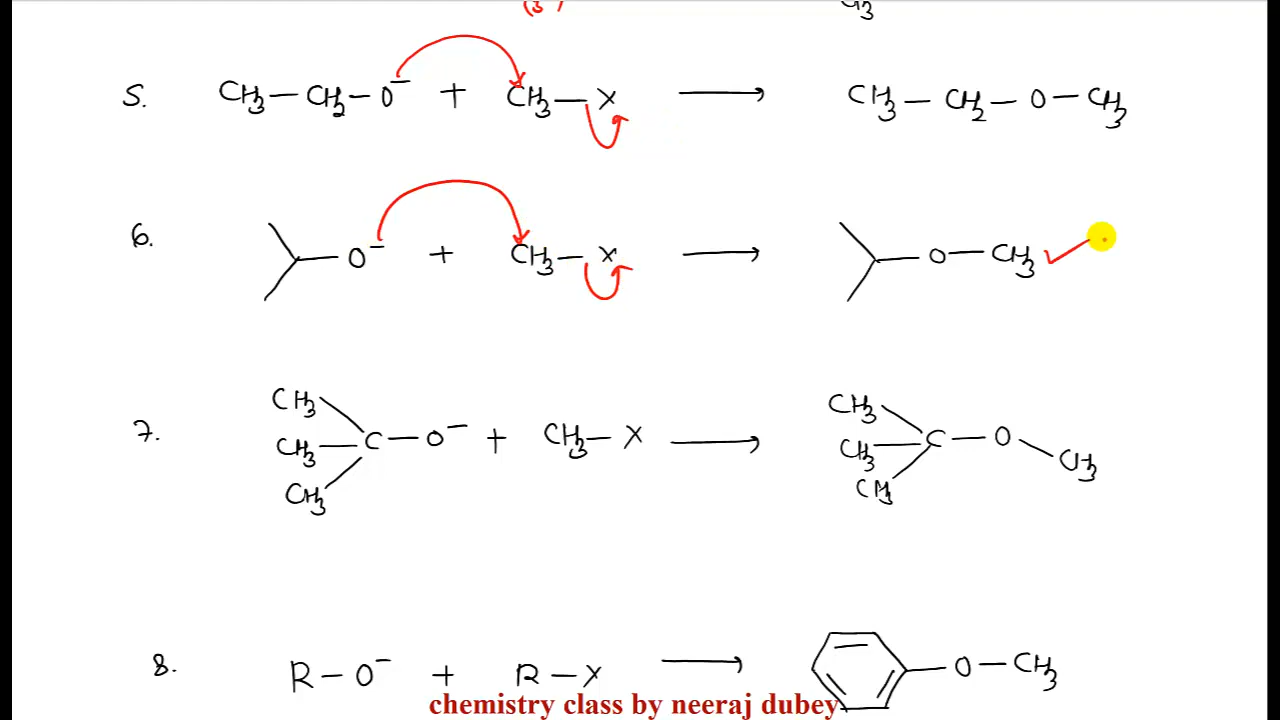 5. CH3—CH2—O⁻ + CH3—X ⟶ CH3—CH2—O—CH3
6. —O⁻ + CH3—X ⟶ —O—CH3
7. CH3 CH3 CH3 C—O⁻ + CH3—X ⟶ CH3 CH3 CH3 C—O CH3
8. R—O⁻ + R—X ⟶ —O—CH3
chemistry class by neeraj dubey